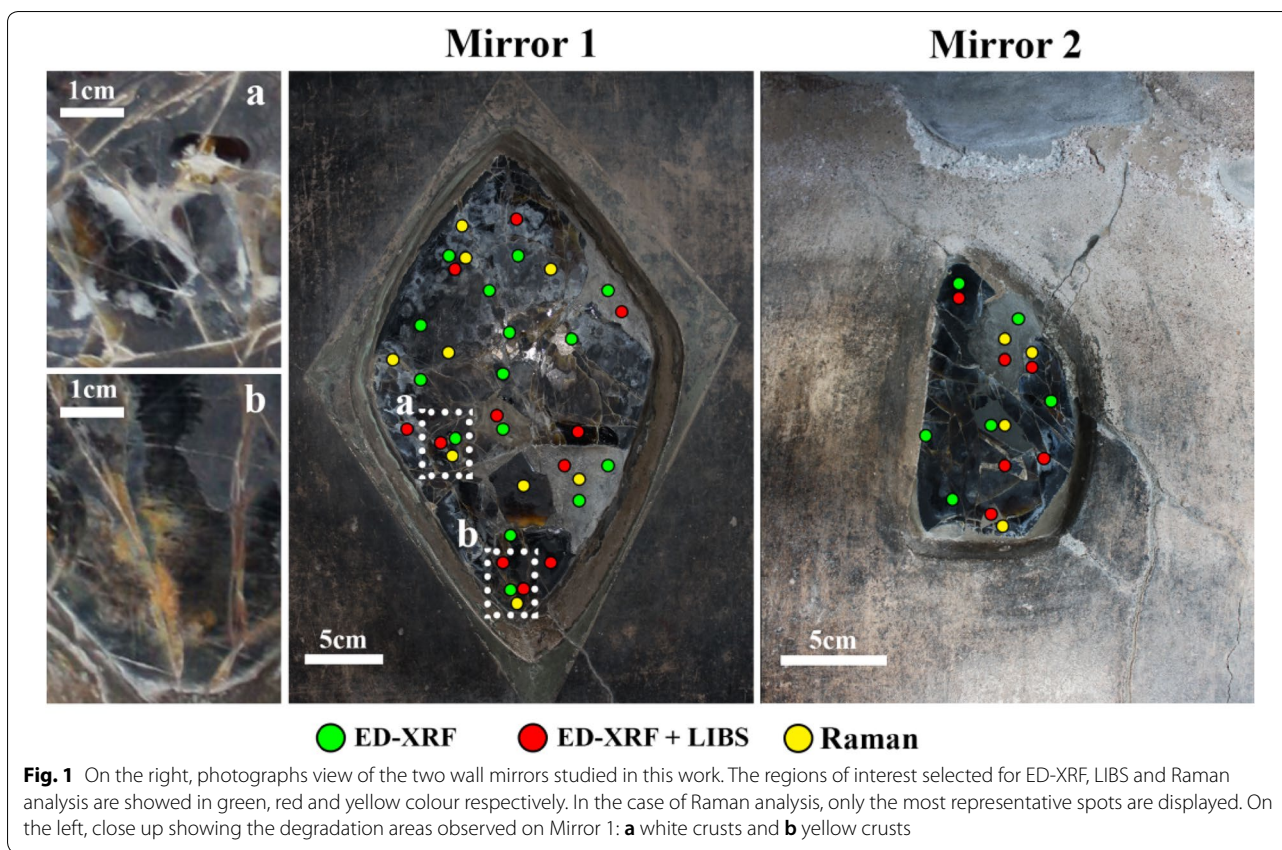 Mirror 1
Mirror 2
1cm
a
1cm
b
a
b
5cm
5cm
ED-XRF
ED-XRF + LIBS
Raman
Fig. 1 On the right, photographs view of the two wall mirrors studied in this work. The regions of interest selected for ED-XRF, LIBS and Raman
analysis are showed in green, red and yellow colour respectively. In the case of Raman analysis, only the most representative spots are displayed. On
the left, close up showing the degradation areas observed on Mirror 1: a white crusts and b yellow crusts